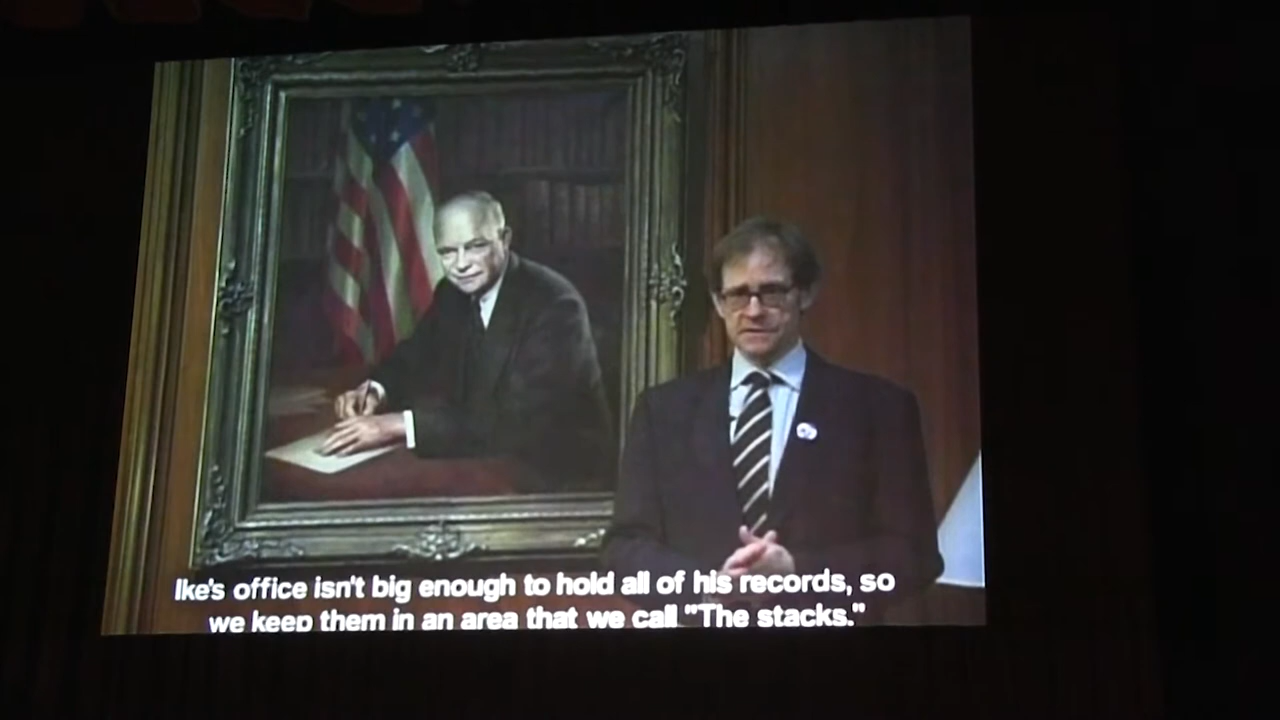 Ike's office isn't big enough to hold all of his records, so
we keep them in an area that we call "The stacks."